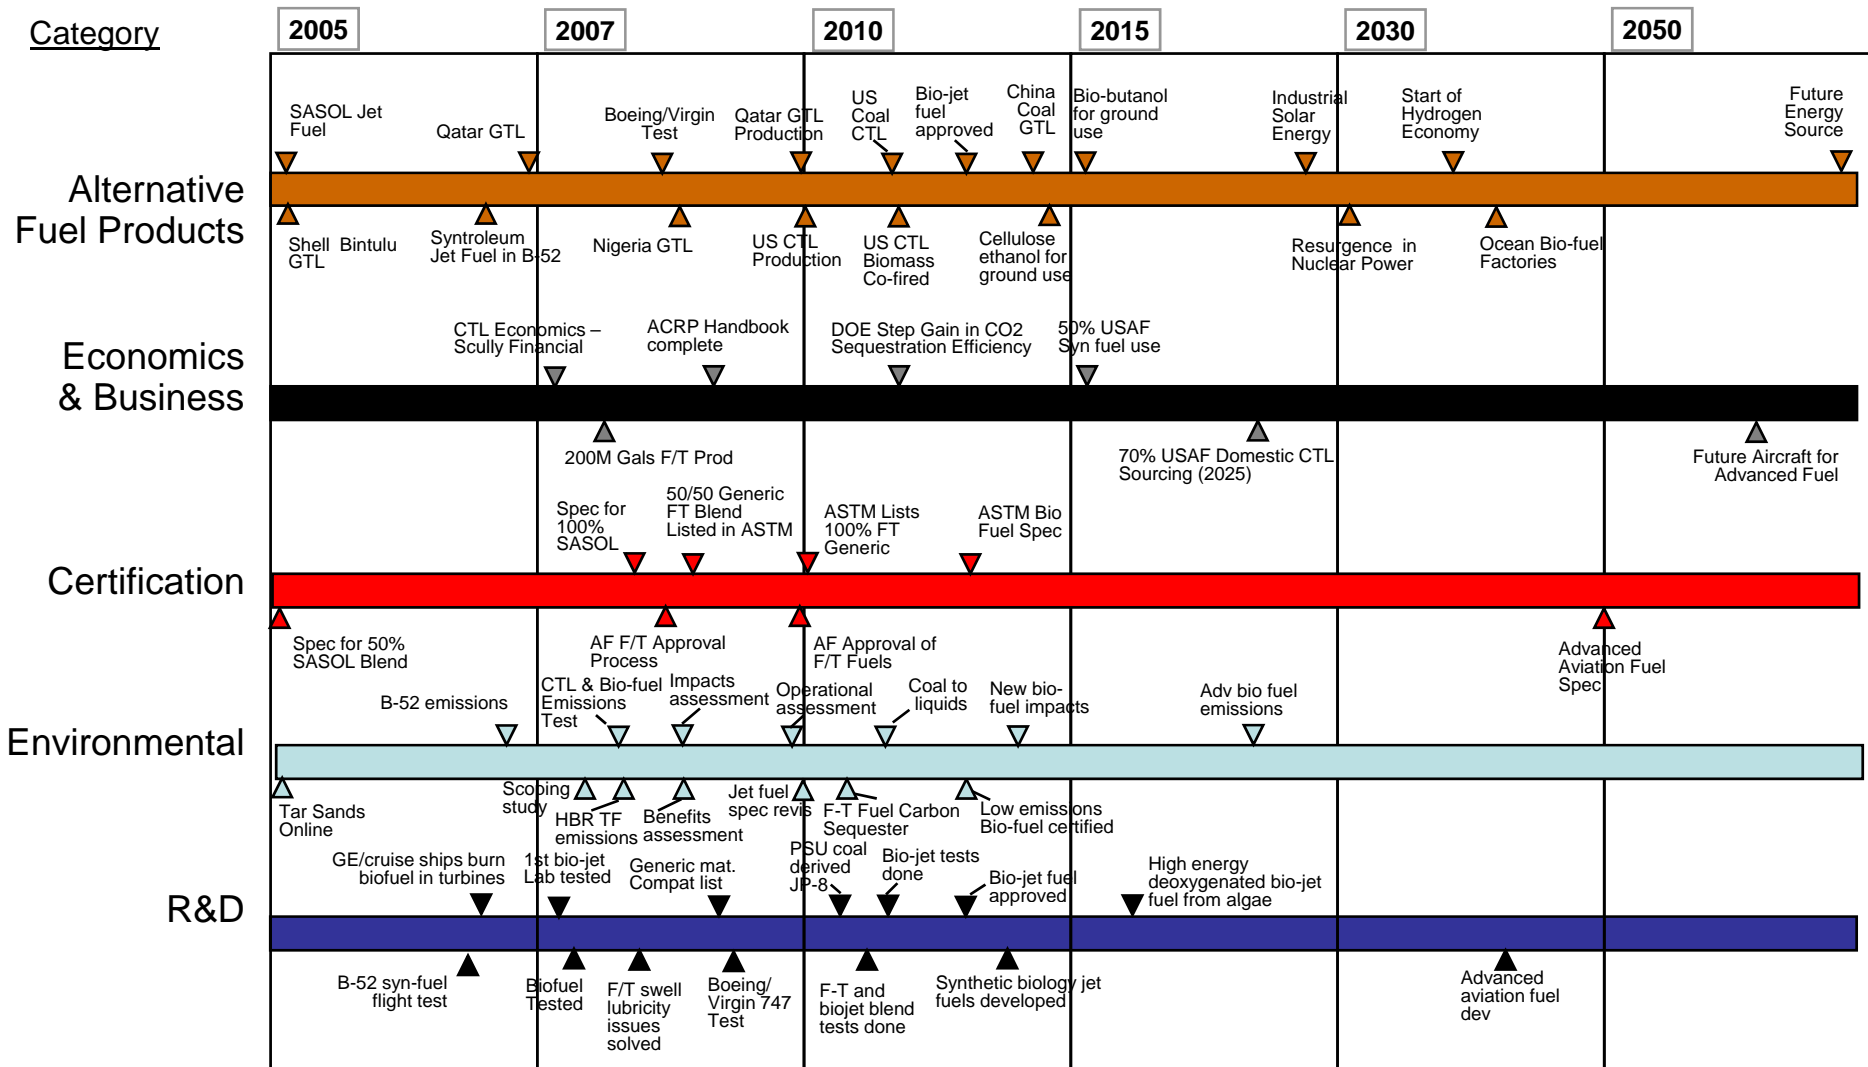 Category
2005
2007
2010
2015
2030
2050
SASOL Jet
Fuel
Qatar GTL
Boeing/Virgin
Test
Qatar GTL
Production
US
Coal
CTL
Bio-jet
fuel
approved
China
Coal
GTL
Bio-butanol
for ground
use
Industrial
Solar
Energy
Start of
Hydrogen
Economy
Future
Energy
Source
Alternative
Fuel Products
Shell Bintulu
GTL
Syntroleum
Jet Fuel in B-52
Nigeria GTL
US CTL
Production
US CTL
Biomass
Co-fired
Cellulose
ethanol for
ground use
Resurgence in
Nuclear Power
Ocean Bio-fuel
Factories
CTL Economics –
Scully Financial
ACRP Handbook
complete
DOE Step Gain in CO2
Sequestration Efficiency
50% USAF
Syn fuel use
Economics
& Business
200M Gals F/T Prod
70% USAF Domestic CTL
Sourcing (2025)
Future Aircraft for
Advanced Fuel
Spec for
100%
SASOL
50/50 Generic
FT Blend
Listed in ASTM
ASTM Lists
100% FT
Generic
ASTM Bio
Fuel Spec
Certification
Spec for 50%
SASOL Blend
AF F/T Approval
Process
AF Approval of
F/T Fuels
Advanced
Aviation Fuel
Spec
B-52 emissions
CTL & Bio-fuel
Emissions
Test
Impacts
assessment
Operational
assessment
Coal to
liquids
New bio-
fuel impacts
Adv bio fuel
emissions
Environmental
Tar Sands
Online
Scoping
study
HBR TF
emissions
Benefits
assessment
Jet fuel
spec revis
F-T Fuel Carbon
Sequester
Low emissions
Bio-fuel certified
GE/cruise ships burn
biofuel in turbines
1st bio-jet
Lab tested
Generic mat.
Compat list
PSU coal
derived
JP-8
Bio-jet tests
done
Bio-jet fuel
approved
High energy
deoxygenated bio-jet
fuel from algae
R&D
B-52 syn-fuel
flight test
Biofuel
Tested
F/T swell
lubricity
issues
solved
Boeing/
Virgin 747
Test
F-T and
biojet blend
tests done
Synthetic biology jet
fuels developed
Advanced
aviation fuel
dev